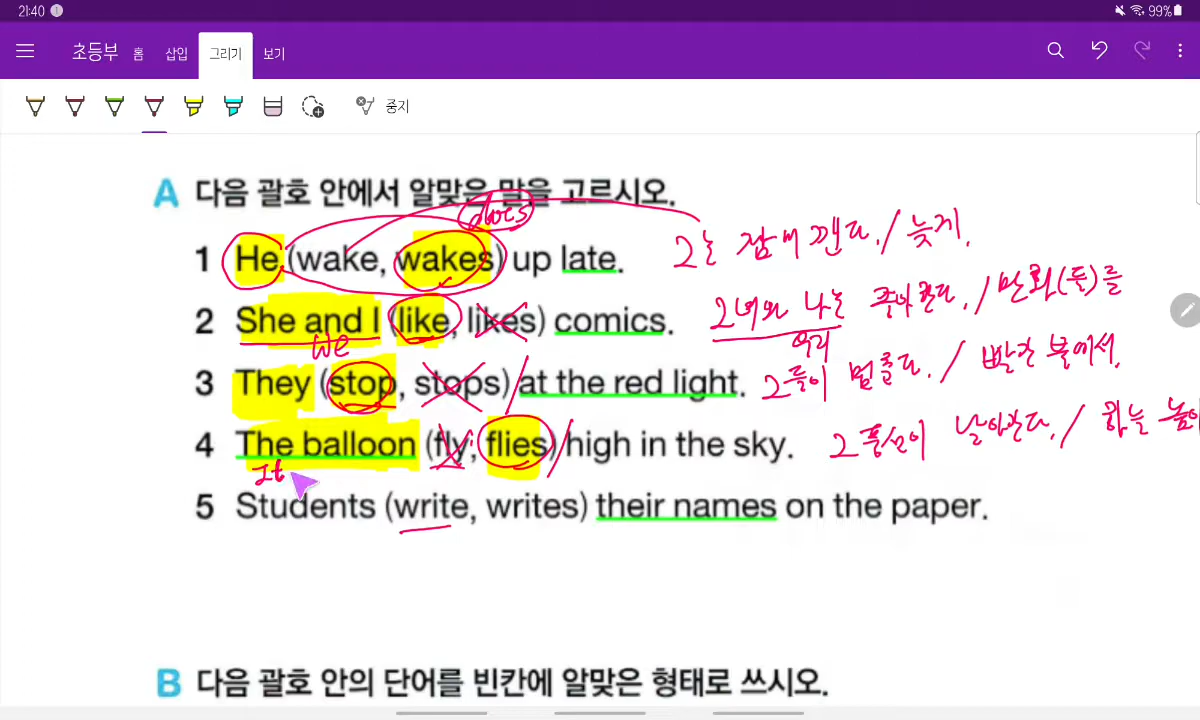 21:40 99%
초등부 홈 삽입 그리기 보기
중지
A 다음 괄호 안에서 알맞은 말을 고르시오.
does
1 He (wake, wakes) up late. 그는 잠에 깬다. / 늦게.
2 She and I (like, likes) comics. 그녀와 나는 좋아한다. / 만화(들)를
we 우리
3 They (stop, stops) / at the red light. 그들이 멈춘다. / 빨간 불에서.
4 The balloon (fly, flies) / high in the sky. 그 풍선이 날아간다. / 하늘 높이
It
5 Students (write, writes) their names on the paper.
B 다음 괄호 안의 단어를 빈칸에 알맞은 형태로 쓰시오.